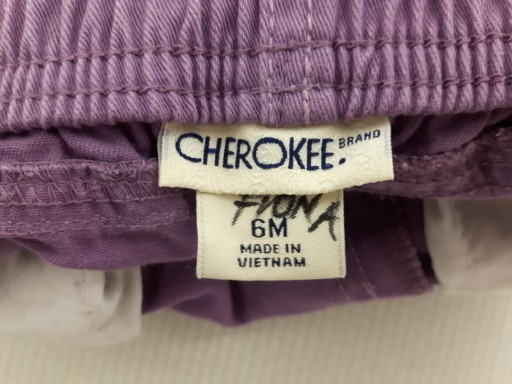 CHEROKEE. BRAND
FIONA
6M
MADE IN
VIETNAM